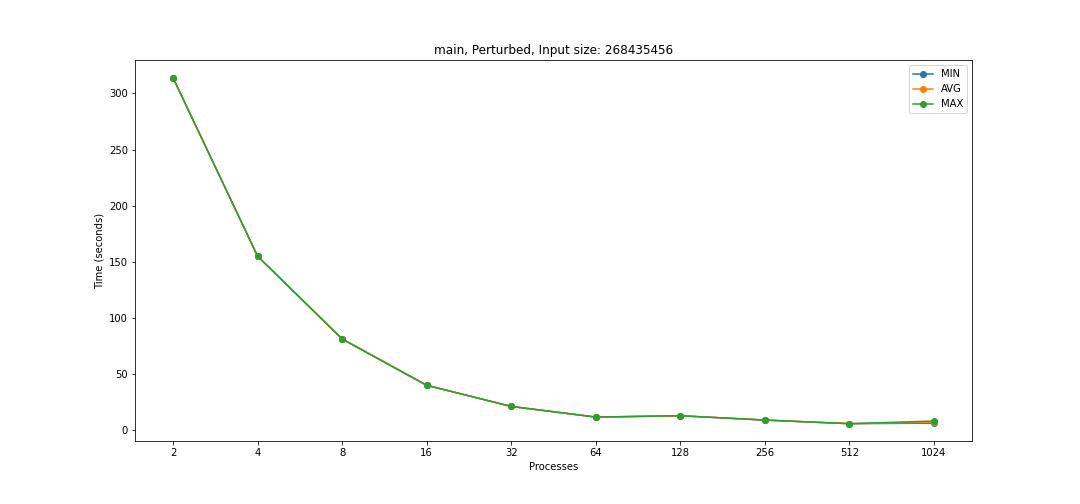 main, Perturbed, Input size: 268435456
MIN
AVG
MAX
Time (seconds)
300
250
200
150
100
50
0
2 4 8 16 32 64 128 256 512 1024
Processes